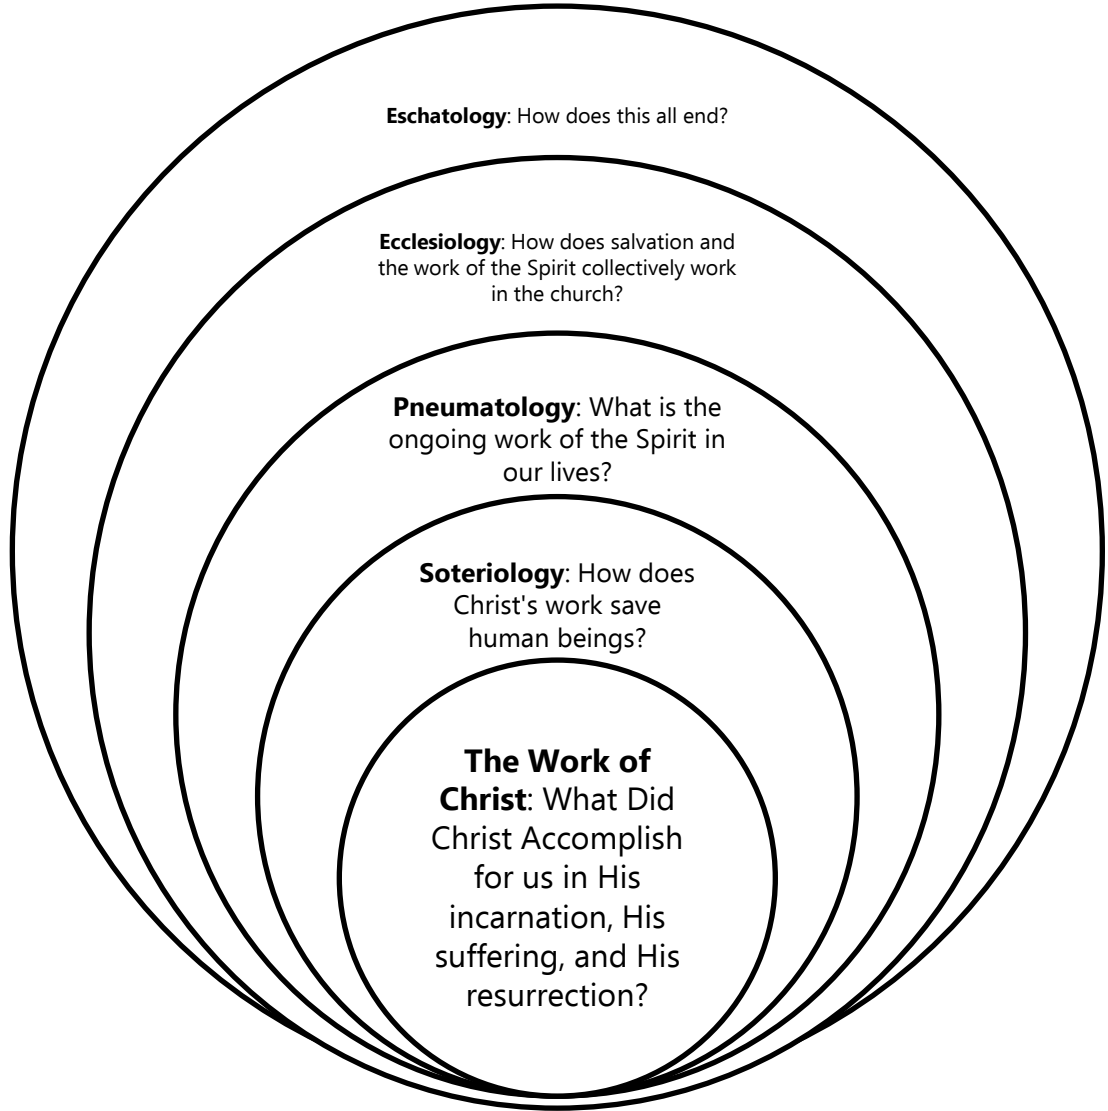 Eschatology: How does this all end?
Ecclesiology: How does salvation and
the work of the Spirit collectively work
in the church?
Pneumatology: What is the
ongoing work of the Spirit in
our lives?
Soteriology: How does
Christ's work save
human beings?
The Work of
Christ: What Did
Christ Accomplish
for us in His
incarnation, His
suffering, and His
resurrection?